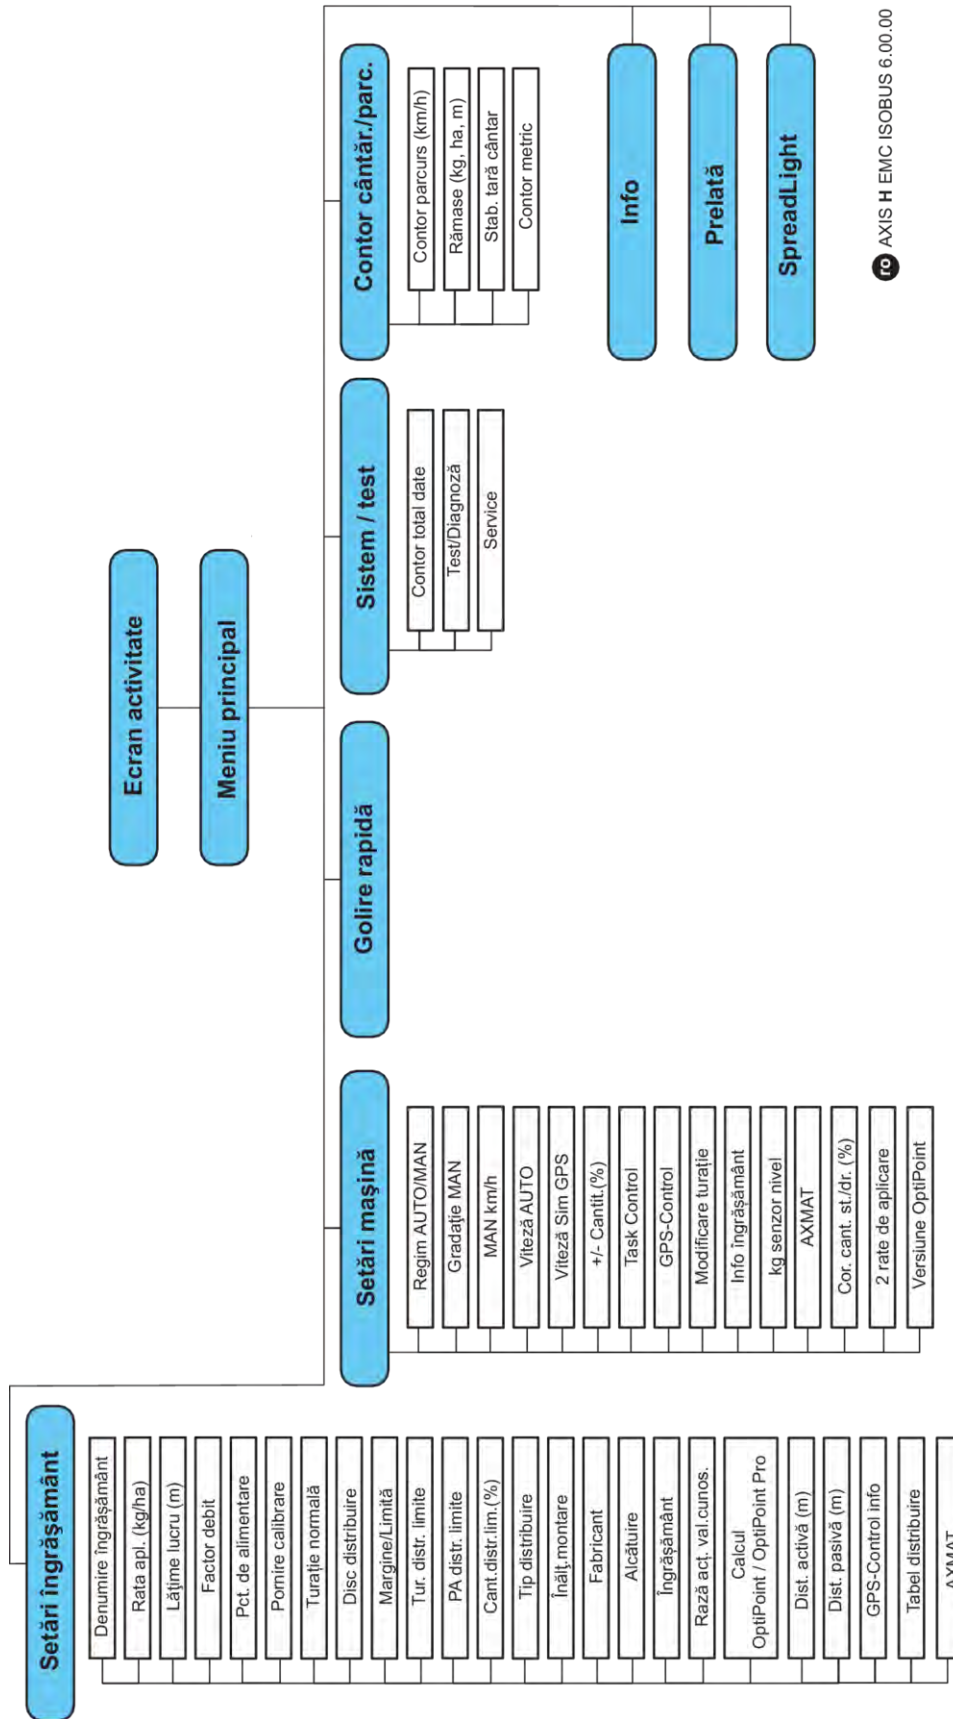 Ecran activitate
Meniu principal
Setări îngrăşământ
Denumire îngrăşământ
Rata apl. (kg/ha)
Lăţime lucru (m)
Factor debit
Pct. de alimentare
Pornire calibrare
Turaţie normală
Disc distribuire
Margine/Limită
Tur. distr. limite
PA distr. limite
Cant.distr.lim.(%)
Tip distribuire
Înălţ.montare
Fabricant
Alcătuire
Îngrăşământ
Rază acţ. val.cunos.
Calcul
OptiPoint / OptiPoint Pro
Dist. activă (m)
Dist. pasivă (m)
GPS-Control info
Tabel distribuire
AXMAT
Setări maşină
Regim AUTO/MAN
Gradaţie MAN
MAN km/h
Viteză AUTO
Viteză Sim GPS
+/- Cantit.(%)
Task Control
GPS-Control
Modificare turaţie
Info îngrăşământ
kg senzor nivel
AXMAT
Cor. cant. st./dr. (%)
2 rate de aplicare
Versiune OptiPoint
Golire rapidă
Sistem / test
Contor total date
Test/Diagnoză
Service
Contor cântăr./parc.
Contor parcurs (km/h)
Rămase (kg, ha, m)
Stab. tară cântar
Contor metric
Info
Prelată
SpreadLight
ro AXIS H EMC ISOBUS 6.00.00